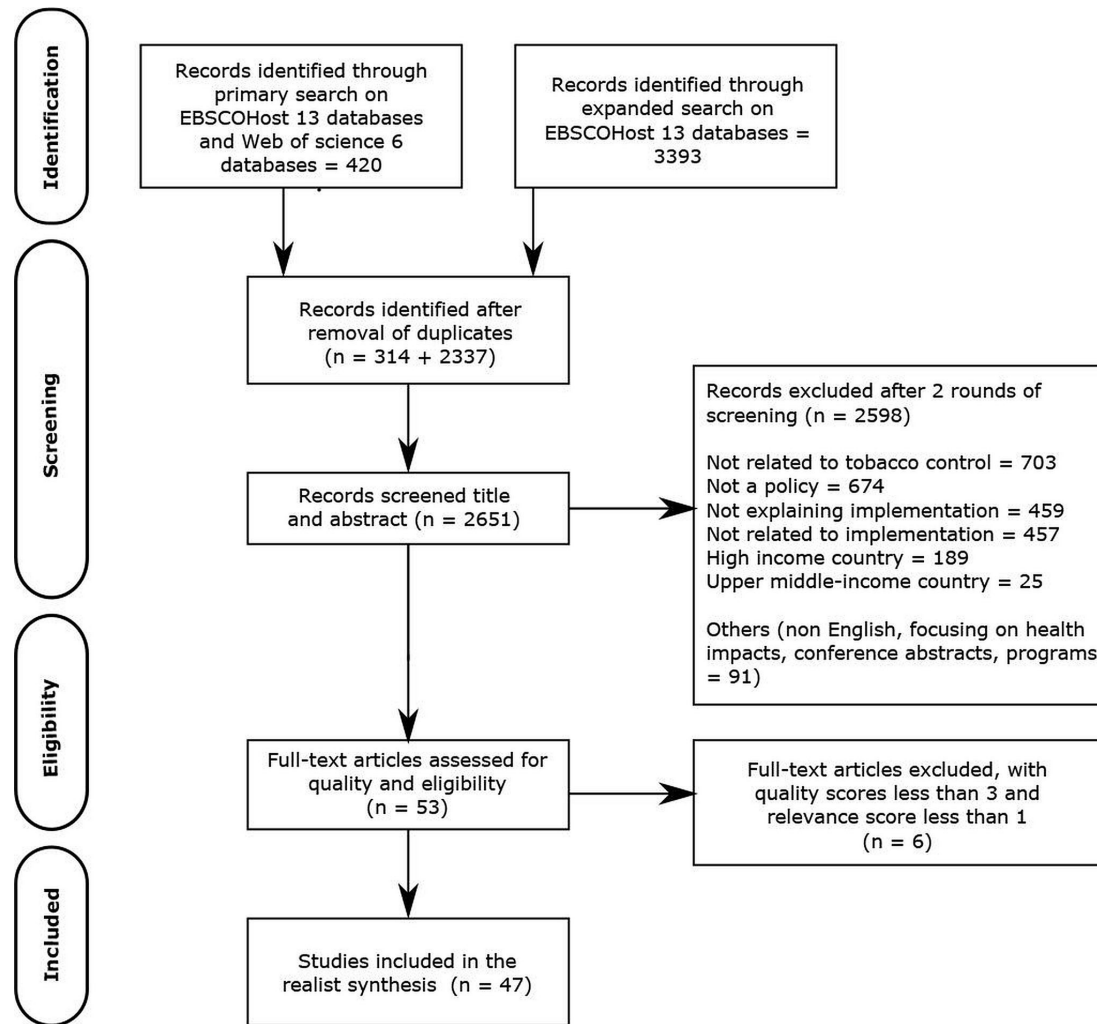 Identification
Records identified through
primary search on
EBSCOHost 13 databases
and Web of science 6
databases = 420
Records identified through
expanded search on
EBSCOHost 13 databases =
3393
Screening
Records identified after
removal of duplicates
(n = 314 + 2337)
Records screened title
and abstract (n = 2651)
Records excluded after 2 rounds of
screening (n = 2598)
Not related to tobacco control = 703
Not a policy = 674
Not explaining implementation = 459
Not related to implementation = 457
High income country = 189
Upper middle-income country = 25
Others (non English, focusing on health
impacts, conference abstracts, programs
= 91)
Eligibility
Full-text articles assessed for
quality and eligibility
(n = 53)
Full-text articles excluded, with
quality scores less than 3 and
relevance score less than 1
(n = 6)
Included
Studies included in the
realist synthesis (n = 47)